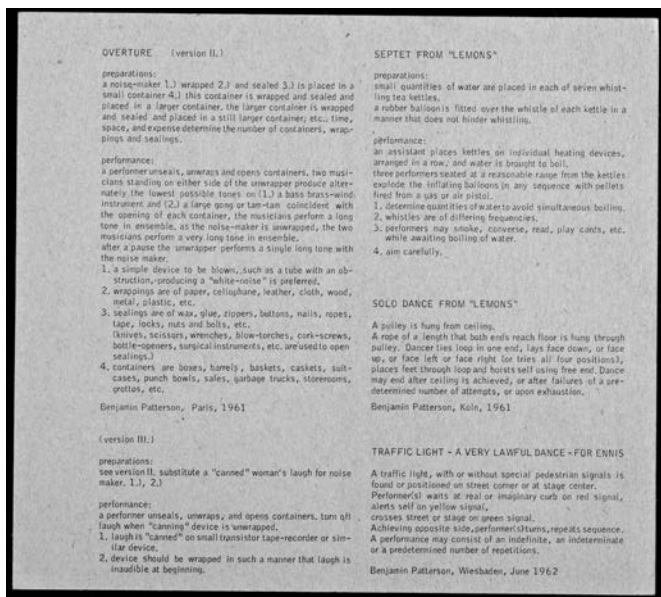 OVERTURE (version II.)
preparations:
a noise-maker 1.) wrapped 2.) and sealed 3.) is placed in a
small container 4.) this container is wrapped and sealed and
placed in a larger container. the larger container is wrapped
and sealed and placed in a still larger container, etc.. time,
space, and expense determine the number of containers, wrap-
pings and sealings.
performance:
a performer unseals, unwraps and opens containers. two musi-
cians standing on either side of the unwrapper produce alter-
nately the lowest possible tones on (1.) a bass brass-wind
instrument and (2.) a large gong or tam-tam coincident with
the opening of each container, the musicians perform a long
tone in ensemble. as the noise-maker is unwrapped, the two
musicians perform a very long tone in ensemble.
after a pause the unwrapper performs a single long tone with
the noise maker.
1. a simple device to be blown, such as a tube with an ob-
struction, producing a "white-noise" is preferred.
2. wrappings are of paper, cellophane, leather, cloth, wood,
metal, plastic, etc.
3. sealings are of wax, glue, zippers, buttons, nails, ropes,
tape, locks, nuts and bolts, etc.
(knives, scissors, wrenches, blow-torches, cork-screws,
bottle-openers, surgical instruments, etc. are used to open
sealings.)
4. containers are boxes, barrels, baskets, caskets, suit-
cases, punch bowls, sales, garbage trucks, storerooms,
grottos, etc.
Benjamin Patterson, Paris, 1961
(version III.)
preparations:
see version II. substitute a "canned" woman's laugh for noise
maker. 1.), 2.)
performance:
a performer unseals, unwraps, and opens containers. turn off
laugh when "canning" device is unwrapped.
1. laugh is "canned" on small transistor tape-recorder or sim-
ilar device.
2. device should be wrapped in such a manner that laugh is
inaudible at beginning.
SEPTET FROM "LEMONS"
preparations:
small quantities of water are placed in each of seven whist-
ling tea kettles.
a rubber balloon is fitted over the whistle of each kettle in a
manner that does not hinder whistling.
performance:
an assistant places kettles on individual heating devices,
arranged in a row, and water is brought to boil.
three performers seated at a reasonable range from the kettles
explode the inflating balloons in any sequence with pellets
fired from a gas or air pistol.
1. determine quantities of water to avoid simultaneous boiling.
2. whistles are of differing frequencies.
3. performers may smoke, converse, read, play cards, etc.
while awaiting boiling of water.
4. aim carefully.
SOLO DANCE FROM "LEMONS"
A pulley is hung from ceiling.
A rope of a length that both ends reach floor is hung through
pulley. Dancer ties loop in one end, lays face down, or face
up, or face left or face right (or tries all four positions),
places feet through loop and hoists self using free end. Dance
may end after ceiling is achieved, or after failures of a pre-
determined number of attempts, or upon exhaustion.
Benjamin Patterson, Koln, 1961
TRAFFIC LIGHT - A VERY LAWFUL DANCE - FOR ENNIS
A traffic light, with or without special pedestrian signals is
found or positioned on street corner or at stage center.
Performer(s) waits at real or imaginary curb on red signal,
alerts self on yellow signal,
crosses street or stage on green signal.
Achieving opposite side, performer(s) turns, repeats sequence.
A performance may consist of an indefinite, an indeterminate
or a predetermined number of repetitions.
Benjamin Patterson, Wiesbaden, June 1962